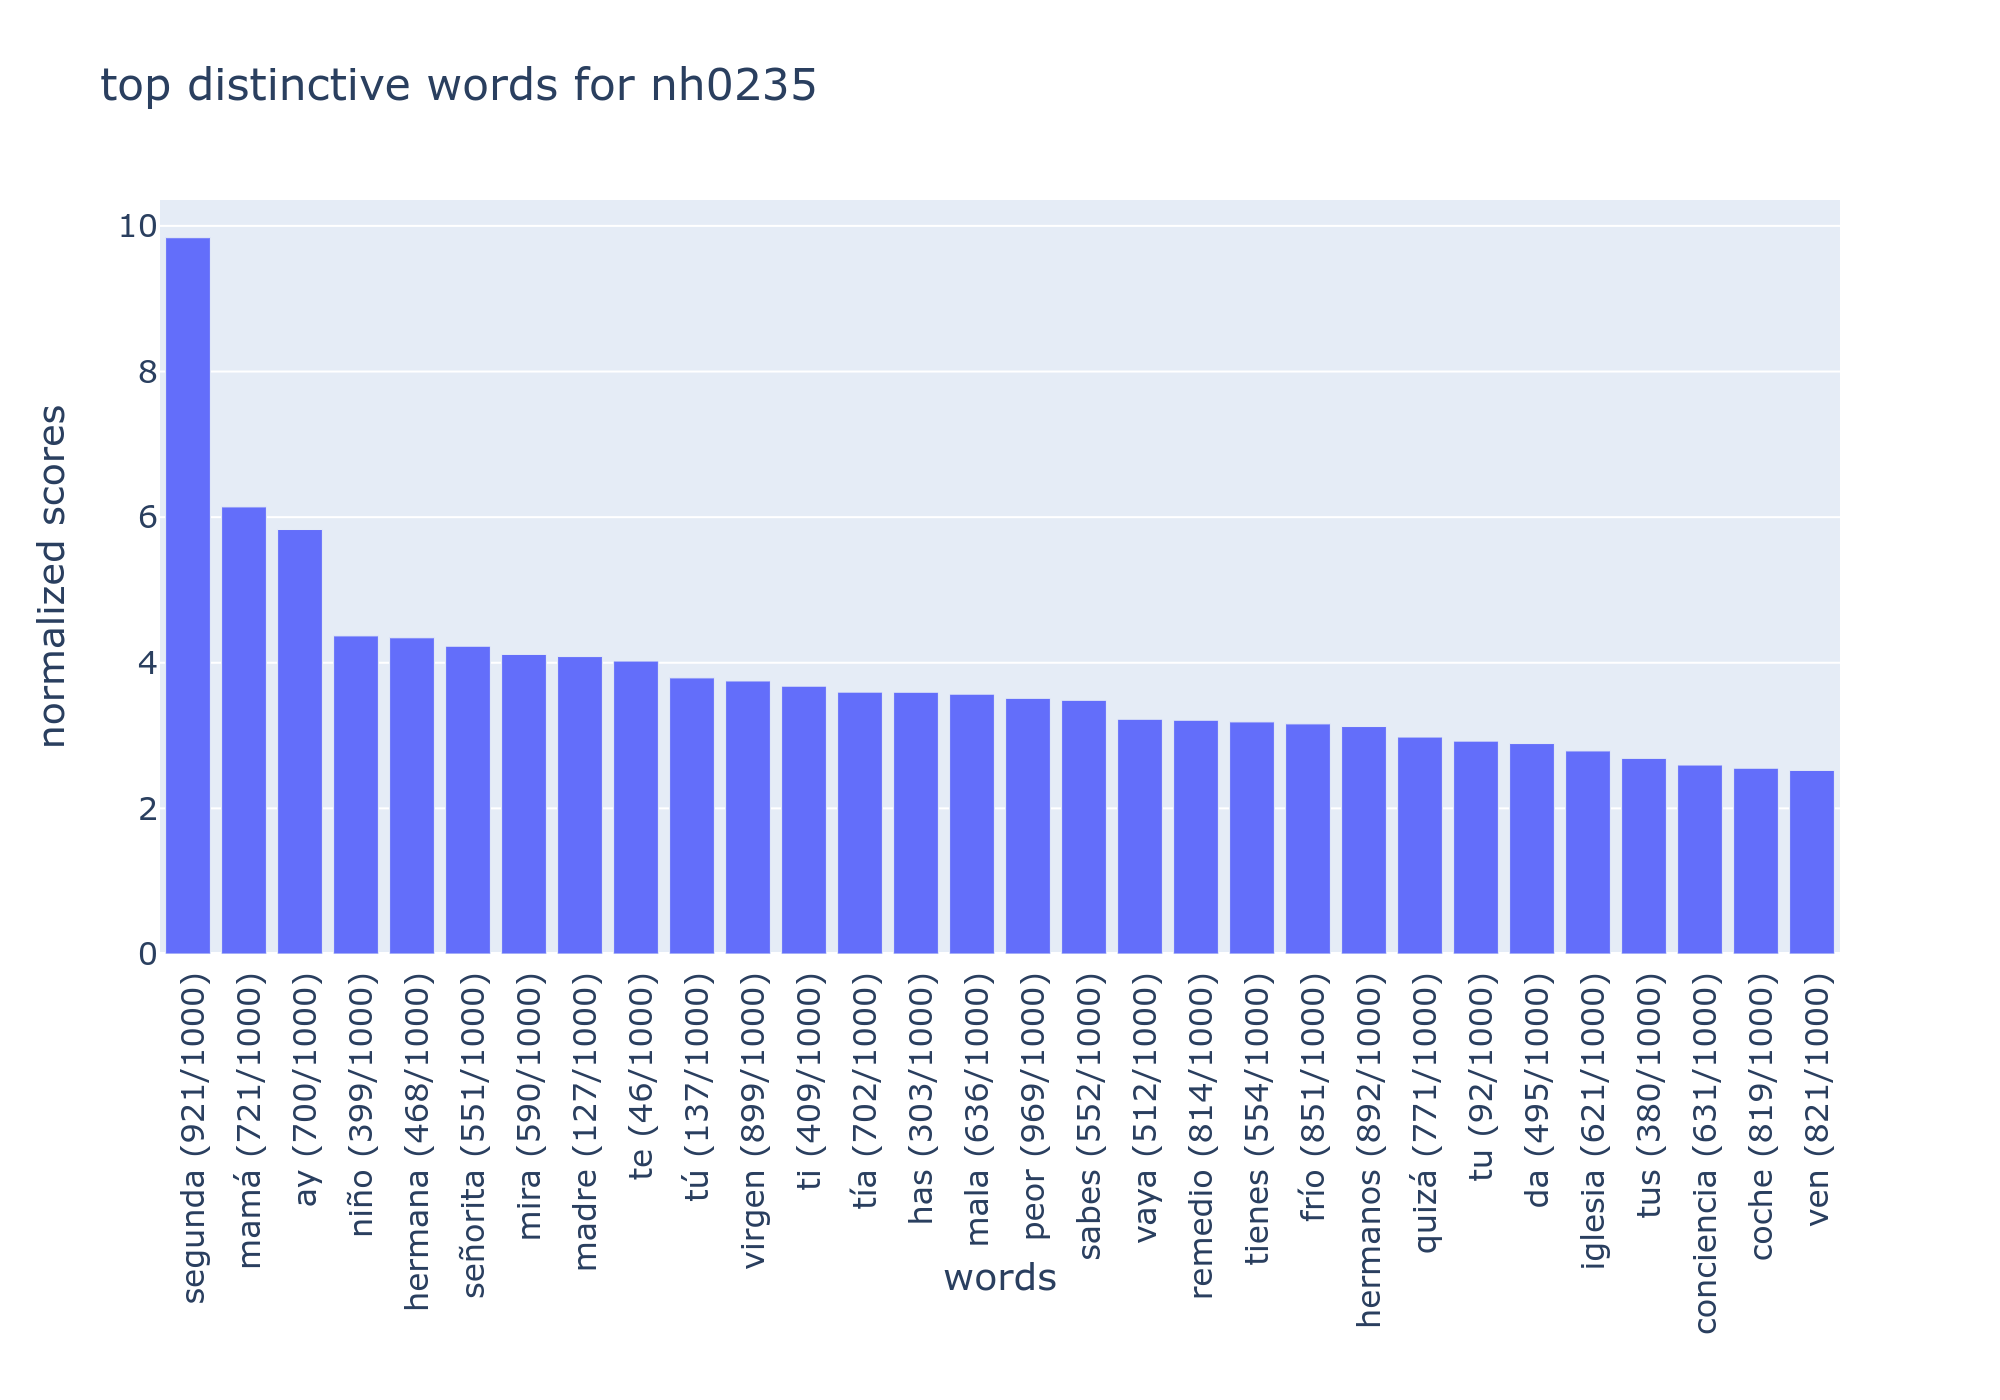 top distinctive words for nh0235
normalized scores
10
8
6
4
2
0
segunda (921/1000)
mamá (721/1000)
ay (700/1000)
niño (399/1000)
hermana (468/1000)
señorita (551/1000)
mira (590/1000)
madre (127/1000)
te (46/1000)
tú (137/1000)
virgen (899/1000)
ti (409/1000)
tía (702/1000)
has (303/1000)
mala (636/1000)
peor (969/1000)
sabes (552/1000)
vaya (512/1000)
remedio (814/1000)
tienes (554/1000)
frío (851/1000)
hermanos (892/1000)
quizá (771/1000)
tu (92/1000)
da (495/1000)
iglesia (621/1000)
tus (380/1000)
conciencia (631/1000)
coche (819/1000)
ven (821/1000)
words